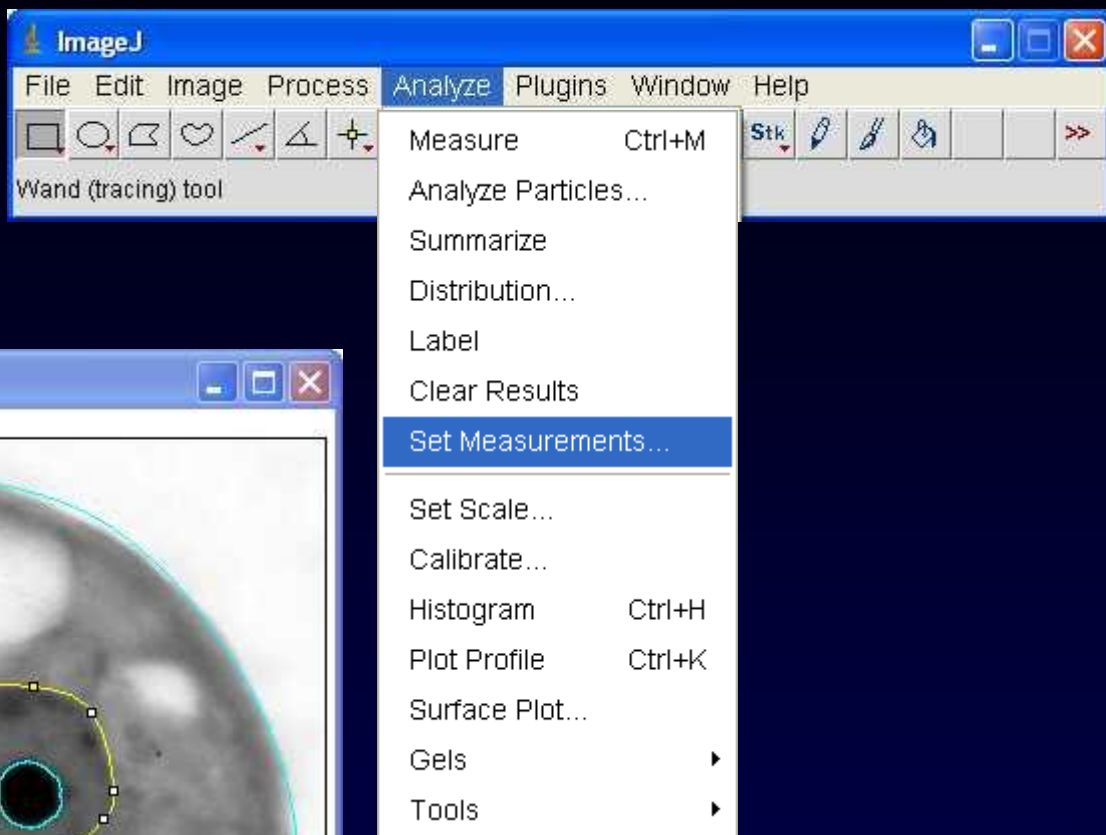 ImageJ
File Edit Image Process Analyze Plugins Window Help
Stk >>
Wand (tracing) tool
Measure Ctrl+M
Analyze Particles...
Summarize
Distribution...
Label
Clear Results
Set Measurements...
Set Scale...
Calibrate...
Histogram Ctrl+H
Plot Profile Ctrl+K
Surface Plot...
Gels
Tools